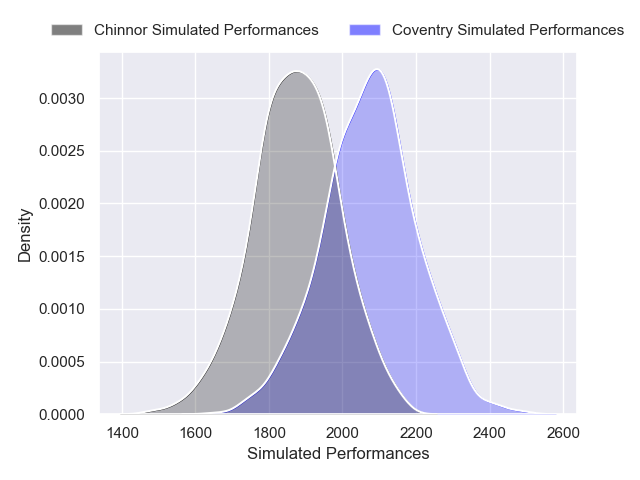 Chinnor Simulated Performances
Coventry Simulated Performances
0.0030
0.0025
0.0020
0.0015
0.0010
0.0005
0.0000
Density
1400 1600 1800 2000 2200 2400 2600
Simulated Performances